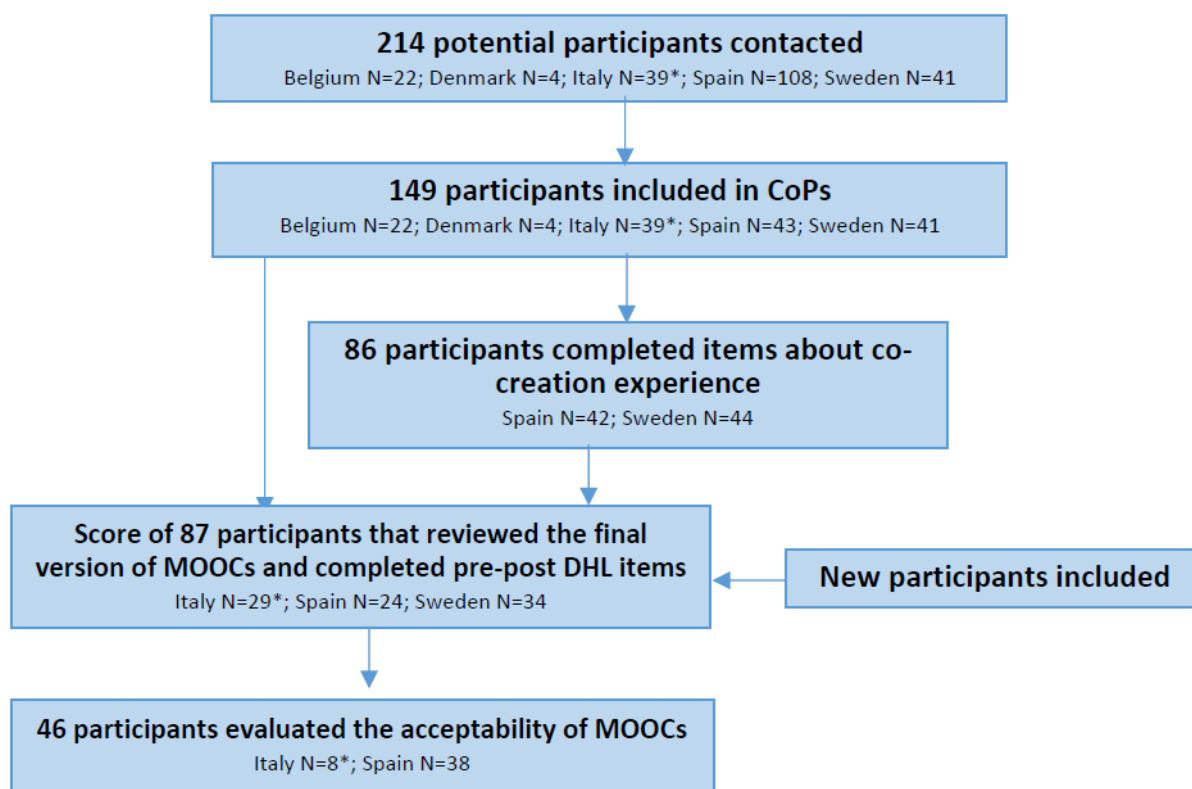 214 potential participants contacted
Belgium N=22; Denmark N=4; Italy N=39*; Spain N=108; Sweden N=41
149 participants included in CoPs
Belgium N=22; Denmark N=4; Italy N=39*; Spain N=43; Sweden N=41
86 participants completed items about co-
creation experience
Spain N=42; Sweden N=44
Score of 87 participants that reviewed the final
version of MOOCs and completed pre-post DHL items
Italy N=29*; Spain N=24; Sweden N=34
New participants included
46 participants evaluated the acceptability of MOOCs
Italy N=8*; Spain N=38